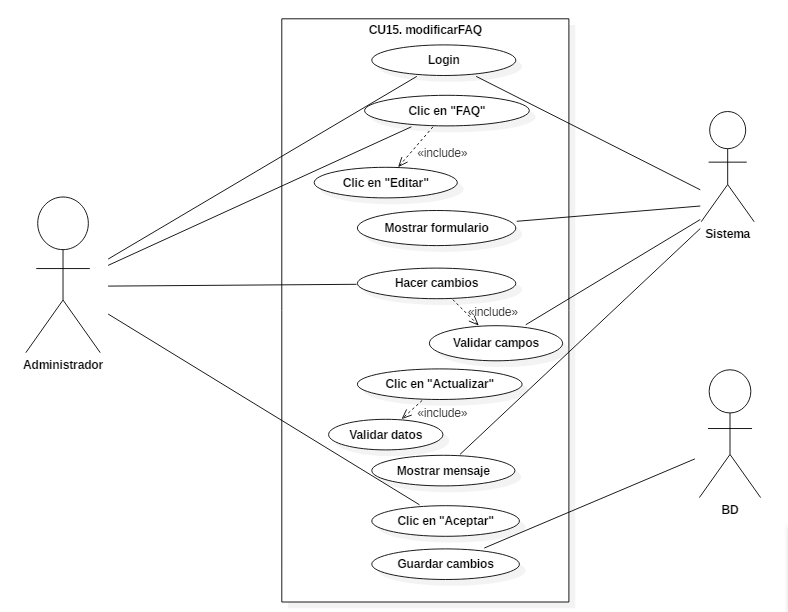 CU15. modificarFAQ
Login
Clic en "FAQ"
«include»
Clic en "Editar"
Mostrar formulario
Sistema
Hacer cambios
«include»
Validar campos
Administrador
Clic en "Actualizar"
«include»
Validar datos
Mostrar mensaje
BD
Clic en "Aceptar"
Guardar cambios